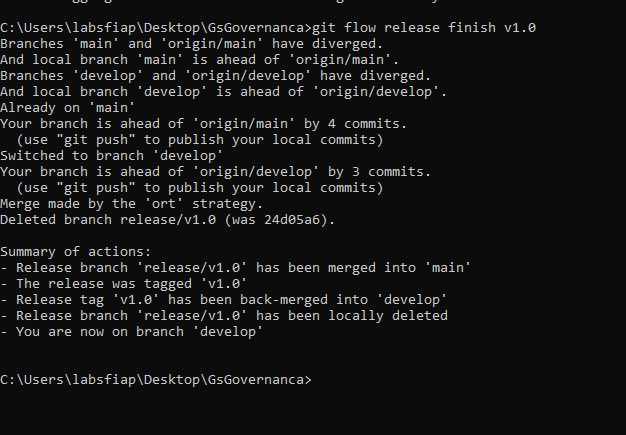 C:\Users\labsfiap\Desktop\GsGovernanca>git flow release finish v1.0
Branches 'main' and 'origin/main' have diverged.
And local branch 'main' is ahead of 'origin/main'.
Branches 'develop' and 'origin/develop' have diverged.
And local branch 'develop' is ahead of 'origin/develop'.
Already on 'main'
Your branch is ahead of 'origin/main' by 4 commits.
  (use "git push" to publish your local commits)
Switched to branch 'develop'
Your branch is ahead of 'origin/develop' by 3 commits.
  (use "git push" to publish your local commits)
Merge made by the 'ort' strategy.
Deleted branch release/v1.0 (was 24d05a6).
Summary of actions:
- Release branch 'release/v1.0' has been merged into 'main'
- The release was tagged 'v1.0'
- Release tag 'v1.0' has been back-merged into 'develop'
- Release branch 'release/v1.0' has been locally deleted
- You are now on branch 'develop'
C:\Users\labsfiap\Desktop\GsGovernanca>